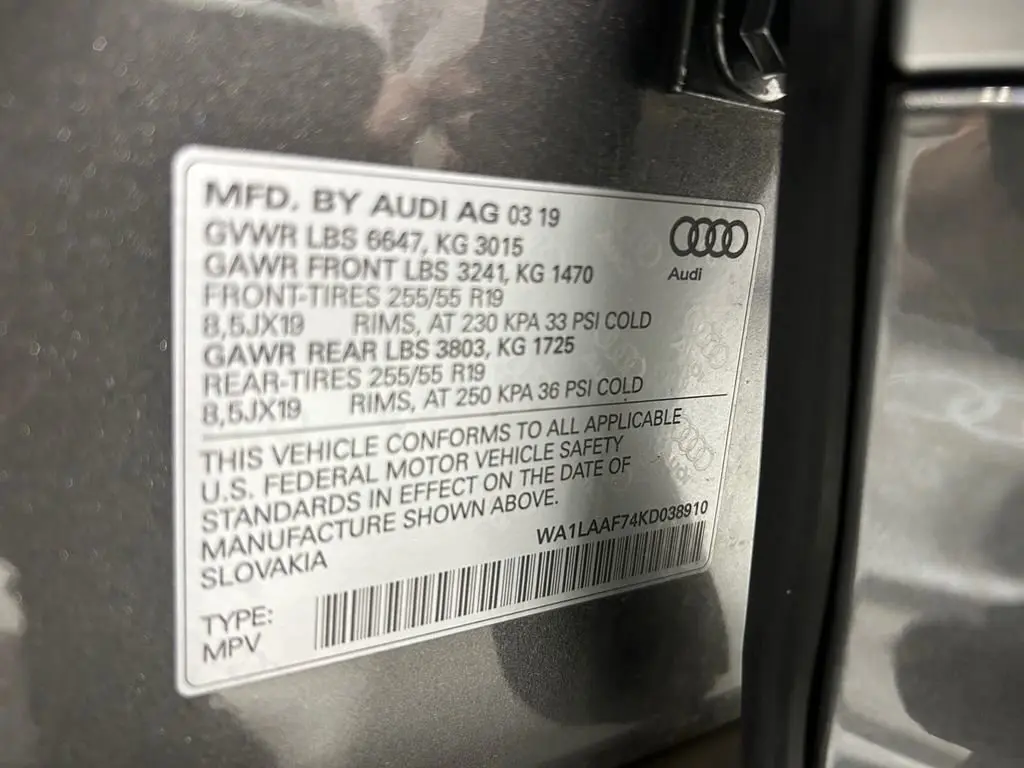 MFD. BY AUDI AG 03 19
GVWR LBS 6647, KG 3015
GAWR FRONT LBS 3241, KG 1470
FRONT-TIRES 255/55 R19
8,5JX19 RIMS, AT 230 KPA 33 PSI COLD
GAWR REAR LBS 3803, KG 1725
REAR-TIRES 255/55 R19
8,5JX19 RIMS, AT 250 KPA 36 PSI COLD
Audi
THIS VEHICLE CONFORMS TO ALL APPLICABLE
U.S. FEDERAL MOTOR VEHICLE SAFETY
STANDARDS IN EFFECT ON THE DATE OF
MANUFACTURE SHOWN ABOVE.
SLOVAKIA
WA1LAAF74KD038910
TYPE:
MPV